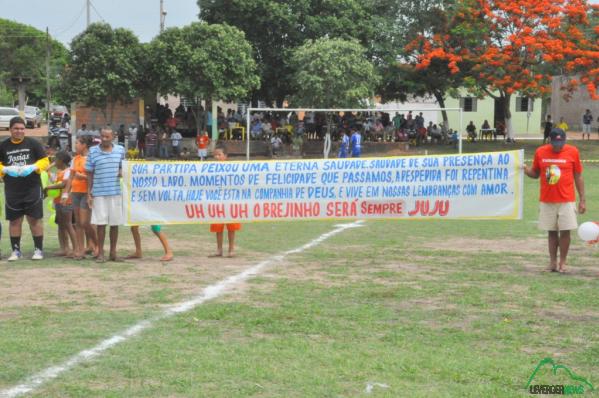 SUA PARTIDA DEIXOU UMA ETERNA SAUDADE. SAUDADE DE SUA PRESENÇA AO
NOSSO LADO, MOMENTOS DE FELICIDADE QUE PASSAMOS, A DESPEDIDA FOI REPENTINA
E SEM VOLTA, HOJE VOCE ESTA NA COMPANHIA DE DEUS, E VIVE EM NOSSAS LEMBRANÇAS COM AMOR.
UH UH UH O BREJINHO SERÁ SEMPRE JUJU
LEVERGERNEWS